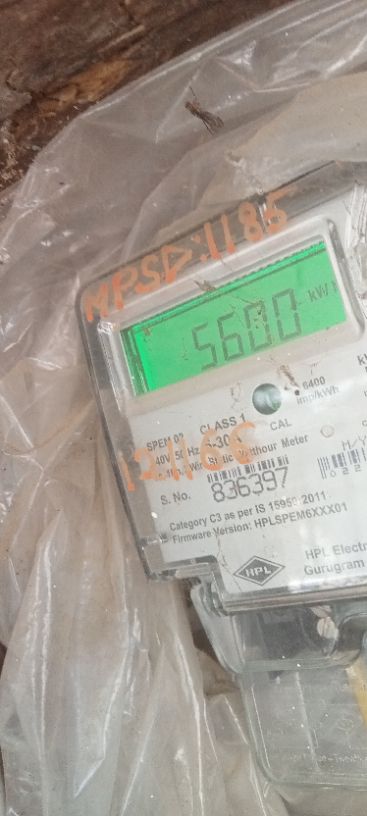 MPSD:1185
5600 kW
6400
imp/kWh
SPEM 02 CLASS 1
CAL
Static Watthour Meter
S. No. 836397
Category C3 as per IS 15959:2011
Firmware Version: HPLSPEM6XXX01
HPL
HPL Electr
Gurugram